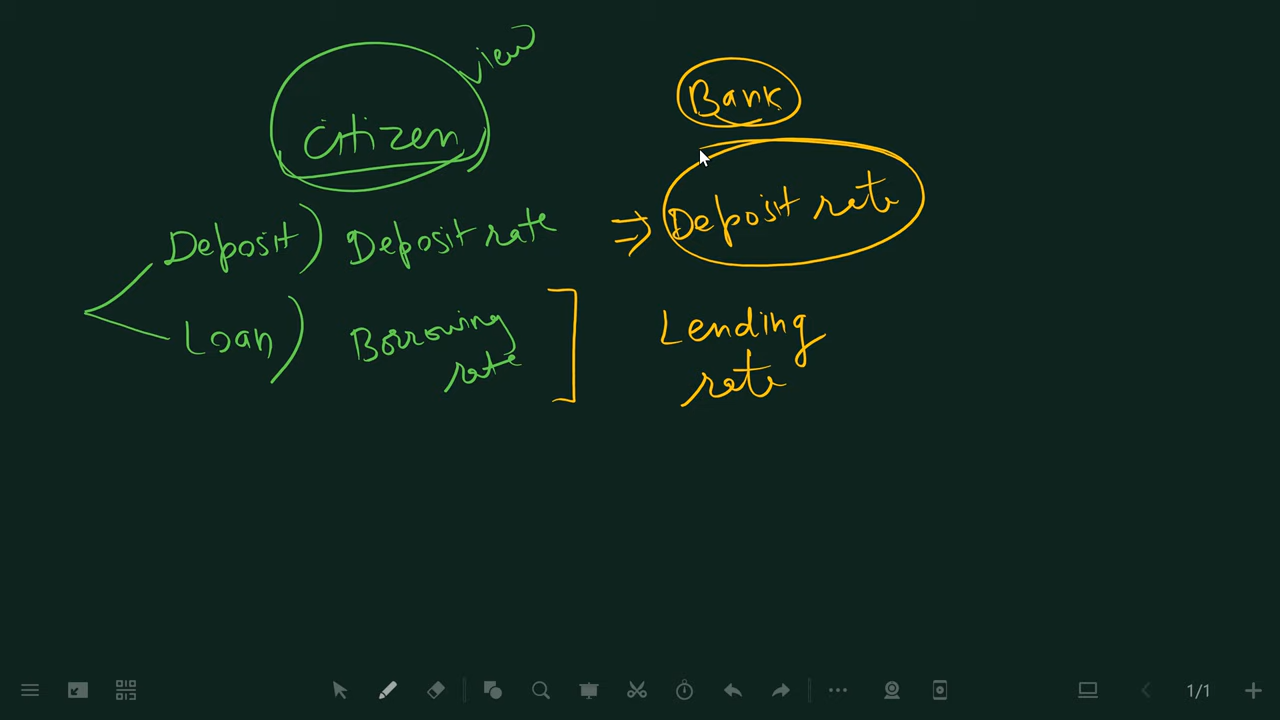 view
Citizen
Bank
Deposit) Deposit rate ⇒ Deposit rate
Loan) Borrowing rate ] Lending rate
1/1